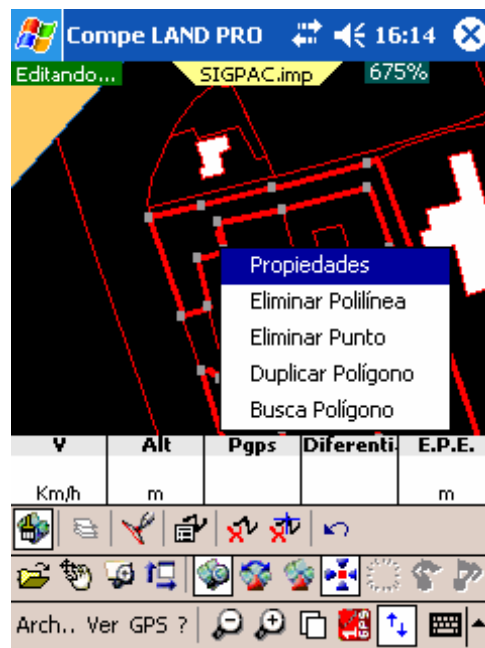 Compe LAND PRO 16:14
Editando... SIGPAC.imp 675%
Propiedades
Eliminar Polilínea
Eliminar Punto
Duplicar Polígono
Busca Polígono
V Alt Pgps Diferenti. E.P.E.
Km/h m m
Arch.. Ver GPS ? GPS